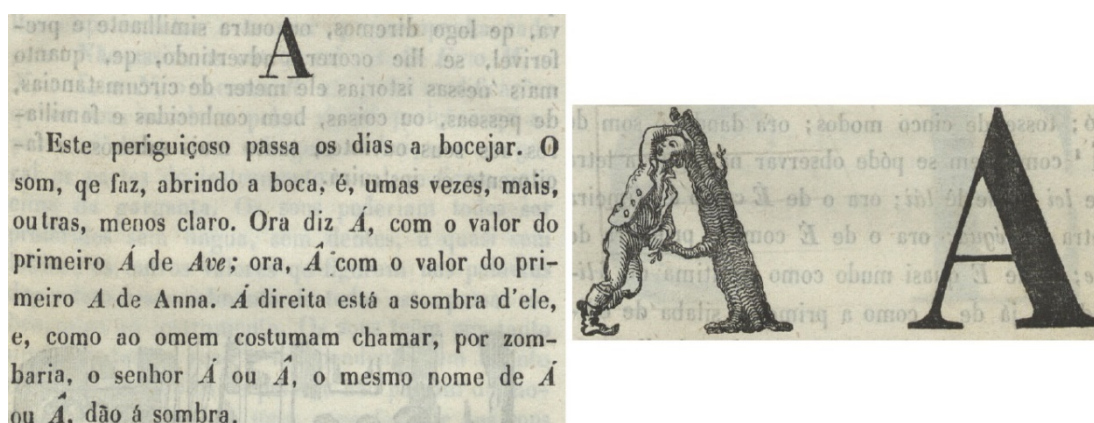 A
Este periguiçoso passa os dias a bocejar. O
som, qe faz, abrindo a boca, é, umas vezes, mais,
outras, menos claro. Ora diz Á, com o valor do
primeiro Á de Ave; ora, Á com o valor do pri-
meiro A de Anna. Á direita está a sombra d'ele,
e, como ao omem costumam chamar, por zom-
baria, o senhor Á ou Á, o mesmo nome de Á
ou Á, dão á sombra.
A A